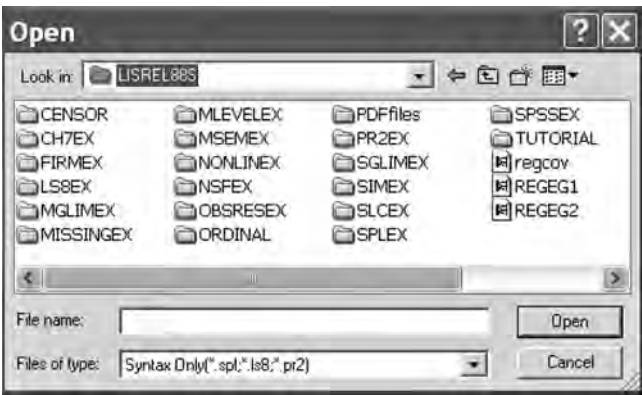 Open
Look in: LISREL88S
CENSOR
CH7EX
FIRMEX
LS8EX
MGLIMEX
MISSINGEX
MLEVELEX
MSEMEX
NONLINEX
NSFEX
OBSRESEX
ORDINAL
PDFfiles
PR2EX
SGLIMEX
SIMEX
SLCEX
SPLEX
SPSSEX
TUTORIAL
regcov
REGEG1
REGEG2
File name:
Open
Files of type: Syntax Only(*.spl;*.ls8;*.pr2)
Cancel